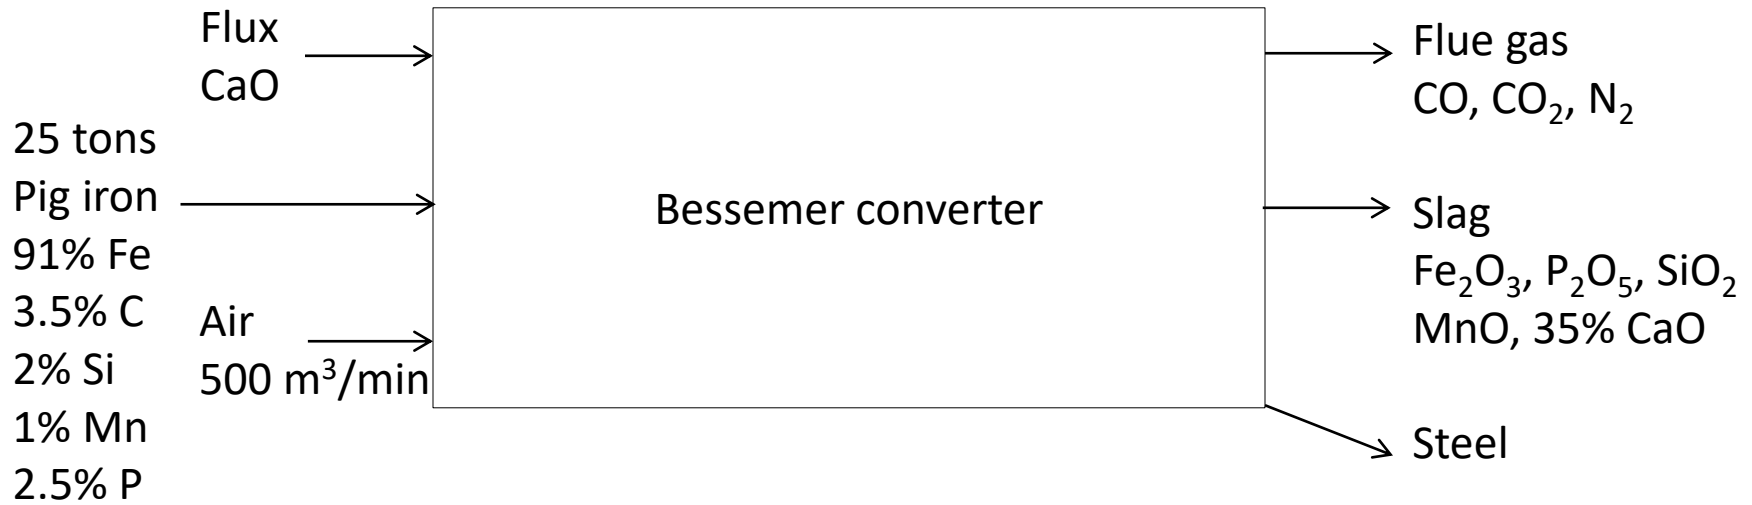 Flux
CaO
25 tons
Pig iron
91% Fe
3.5% C
2% Si
1% Mn
2.5% P
Air
500 m³/min
Bessemer converter
Flue gas
CO, CO₂, N₂
Slag
Fe₂O₃, P₂O₅, SiO₂
MnO, 35% CaO
Steel